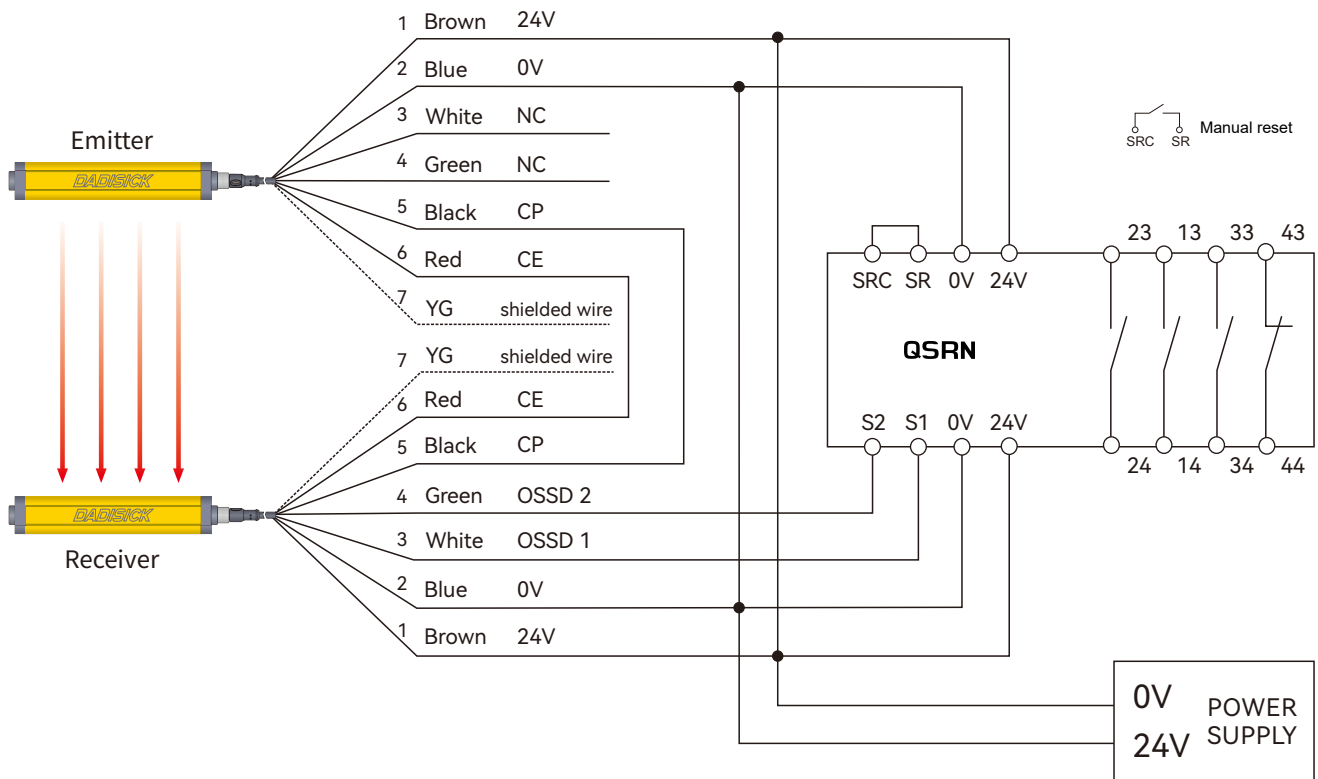 1 Brown 24V
2 Blue 0V
3 White NC
4 Green NC
5 Black CP
6 Red CE
7 YG shielded wire
7 YG shielded wire
6 Red CE
5 Black CP
4 Green OSSD 2
3 White OSSD 1
2 Blue 0V
1 Brown 24V
Emitter
DADISICK
DADISICK
Receiver
SRC SR Manual reset
23 13 33 43
SRC SR 0V 24V
QSRN
S2 S1 0V 24V
24 14 34 44
0V
24V
POWER
SUPPLY